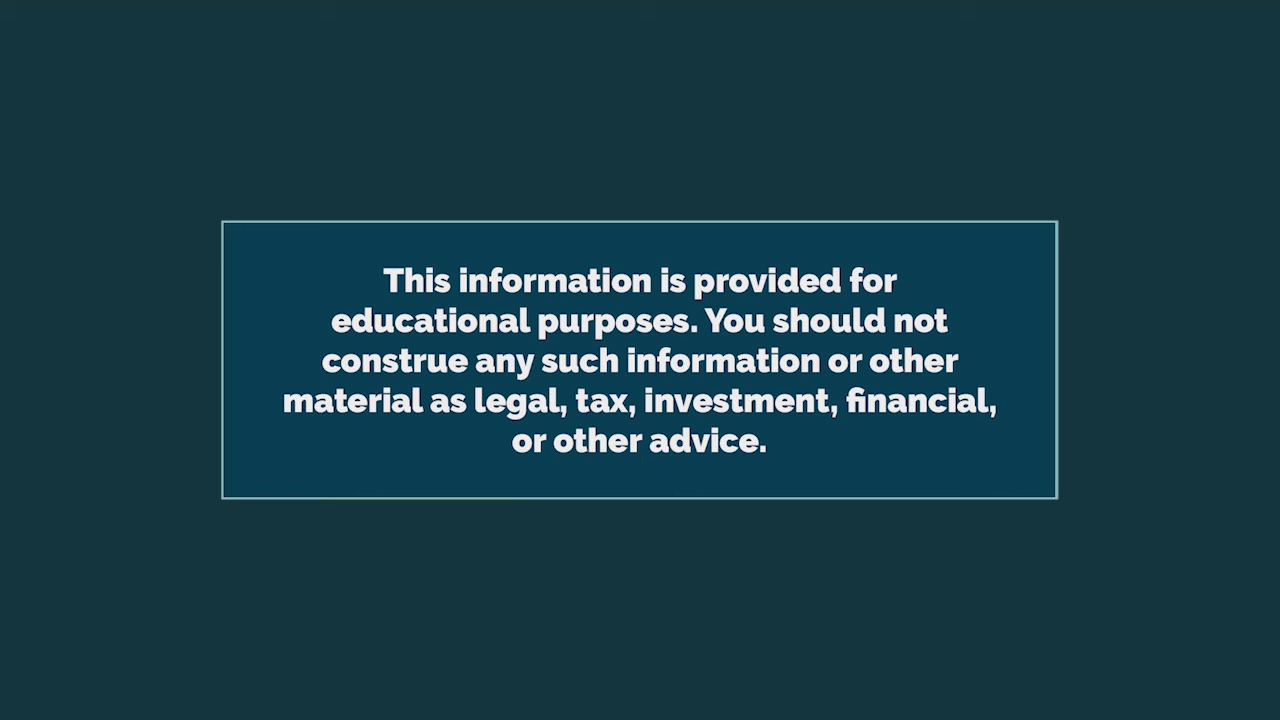 This information is provided for
educational purposes. You should not
construe any such information or other
material as legal, tax, investment, financial,
or other advice.